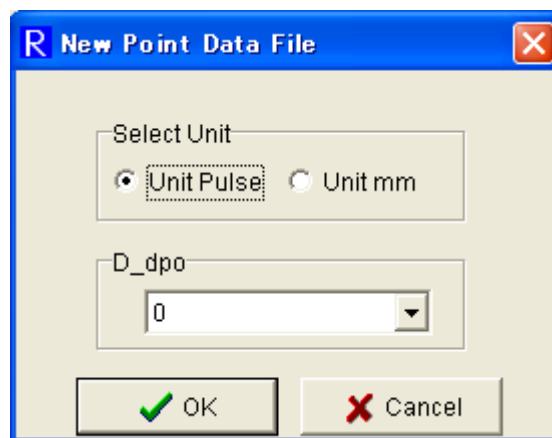 R New Point Data File
Select Unit
Unit Pulse Unit mm
D_dpo
0
OK Cancel